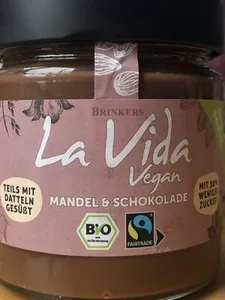 BRINKERS
La Vida
Vegan
MANDEL & SCHOKOLADE
TEILS MIT
DATTELN
GESÜßT
MIT 30%
WENIGER
ZUCKER
BIO
FAIRTRADE